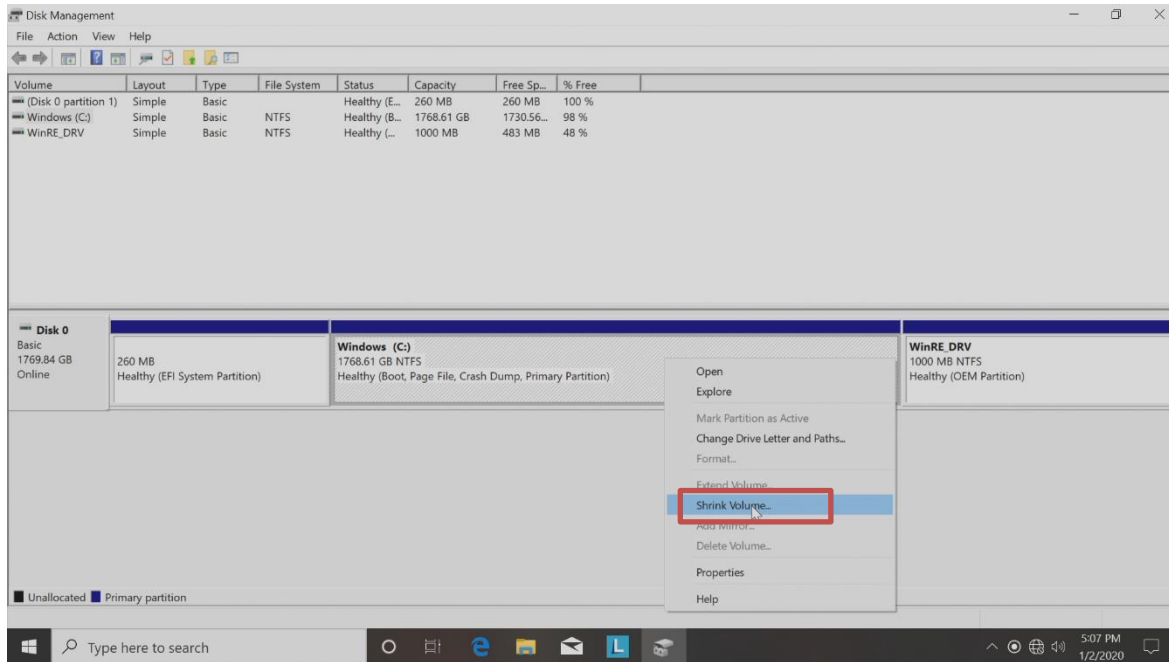 Disk Management
File Action View Help
Volume Layout Type File System Status Capacity Free Sp... % Free
(Disk 0 partition 1) Simple Basic Healthy (E... 260 MB 260 MB 100 %
Windows (C:) Simple Basic NTFS Healthy (B... 1768.61 GB 1730.56... 98 %
WinRE_DRV Simple Basic NTFS Healthy (... 1000 MB 483 MB 48 %
Disk 0
Basic
1769.84 GB
Online
260 MB
Healthy (EFI System Partition)
Windows (C:)
1768.61 GB NTFS
Healthy (Boot, Page File, Crash Dump, Primary Partition)
WinRE_DRV
1000 MB NTFS
Healthy (OEM Partition)
Open
Explore
Mark Partition as Active
Change Drive Letter and Paths...
Format...
Extend Volume...
Shrink Volume...
Add Mirror...
Delete Volume...
Properties
Help
Unallocated Primary partition
Type here to search
L
5:07 PM
1/2/2020